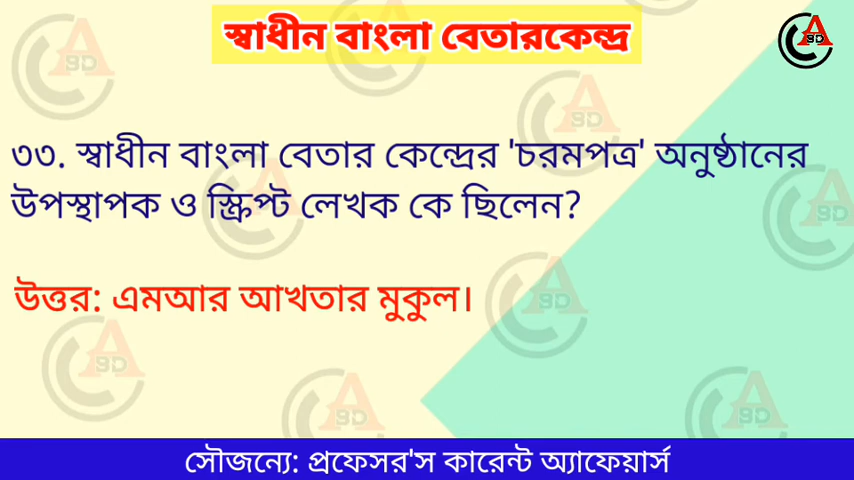 স্বাধীন বাংলা বেতারকেন্দ্র
৩৩. স্বাধীন বাংলা বেতার কেন্দ্রের 'চরমপত্র' অনুষ্ঠানের
উপস্থাপক ও স্ক্রিপ্ট লেখক কে ছিলেন?
উত্তর: এমআর আখতার মুকুল।
সৌজন্যে: প্রফেসর'স কারেন্ট অ্যাফেয়ার্স